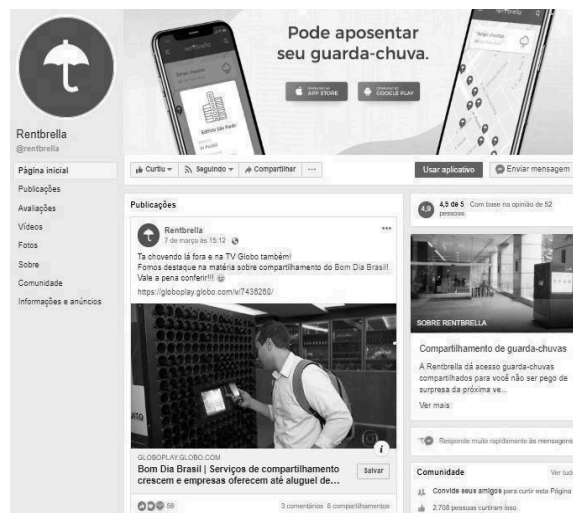 Pode aposentar
seu guarda-chuva.
APP STORE
GOOGLE PLAY
Rentbrella
@rentbrella
Página inicial
Publicações
Avaliações
Vídeos
Fotos
Sobre
Comunidade
Informações e anúncios
Curtiu
Seguindo
Compartilhar
...
Usar aplicativo
Enviar mensagem
Publicações
Rentbrella
7 de março às 15:12
Ta chovendo lá fora e na TV Globo também!
Fomos destaque na matéria sobre compartilhamento do Bom Dia Brasil!
Vale a pena conferir!!!
https://globoplay.globo.com/v/7436260/
GLOBOPLAY.GLOBO.COM
Bom Dia Brasil | Serviços de compartilhamento
crescem e empresas oferecem até aluguel de...
Salvar
56
3 comentários 6 compartilhamentos
4,9
4,9 de 5 Com base na opinião de 52
pessoas
SOBRE RENTBRELLA
Compartilhamento de guarda-chuvas
A Rentbrella dá acesso guarda-chuvas
compartilhados para você não ser pego de
surpresa da próxima ve...
Ver mais
Responde muito rapidamente às mensagens
Comunidade
Ver tudo
Convide seus amigos para curtir esta Página
2.708 pessoas curtiram isso